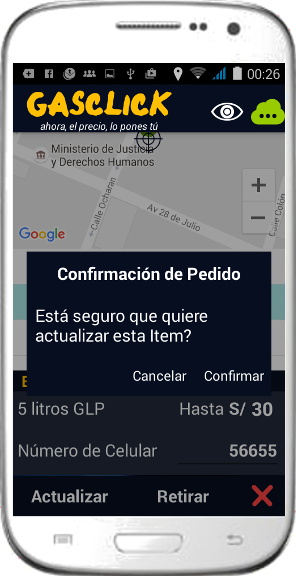 00:26
GASCLICK
ahora, el precio, lo pones tú
Ministerio de Justicia
y Derechos Humanos
Calle Ocharan
Av 28 de Julio
Calle Colón
+
−
Google
Confirmación de Pedido
Está seguro que quiere
actualizar esta Item?
Cancelar Confirmar
5 litros GLP Hasta S/ 30
Número de Celular 56655
Actualizar Retirar